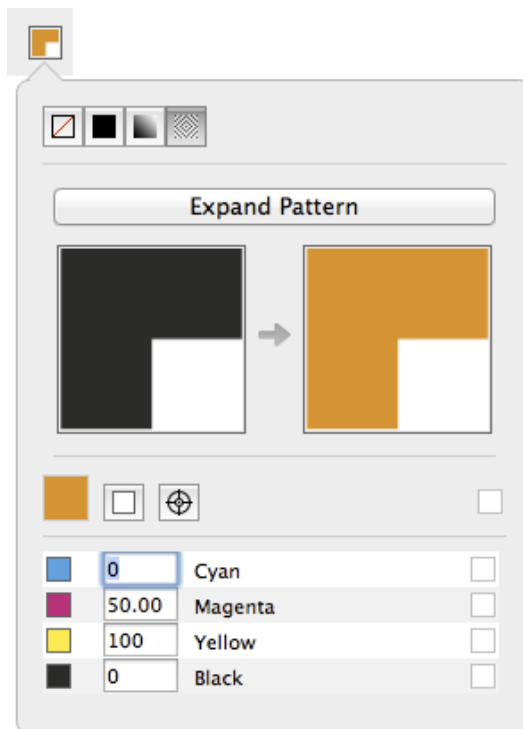 Expand Pattern
0 Cyan
50.00 Magenta
100 Yellow
0 Black